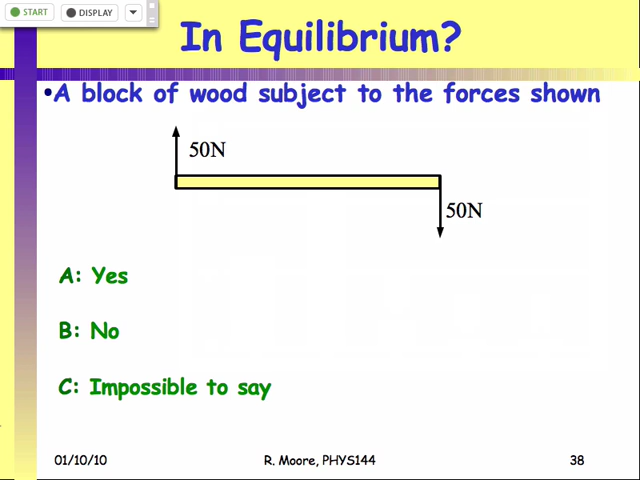 START
DISPLAY
In Equilibrium?
•A block of wood subject to the forces shown
50N
50N
A: Yes
B: No
C: Impossible to say
01/10/10 R. Moore, PHYS144 38